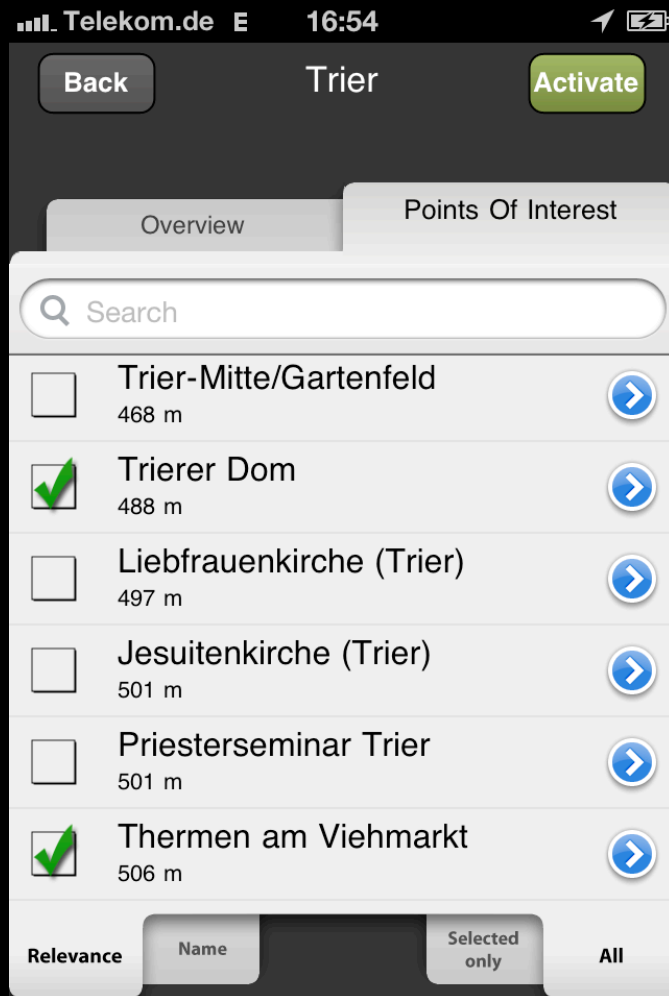 Telekom.de E 16:54
Back Trier Activate
Overview Points Of Interest
Search
Trier-Mitte/Gartenfeld
468 m
Trierer Dom
488 m
Liebfrauenkirche (Trier)
497 m
Jesuitenkirche (Trier)
501 m
Priesterseminar Trier
501 m
Thermen am Viehmarkt
506 m
Relevance Name Selected only All